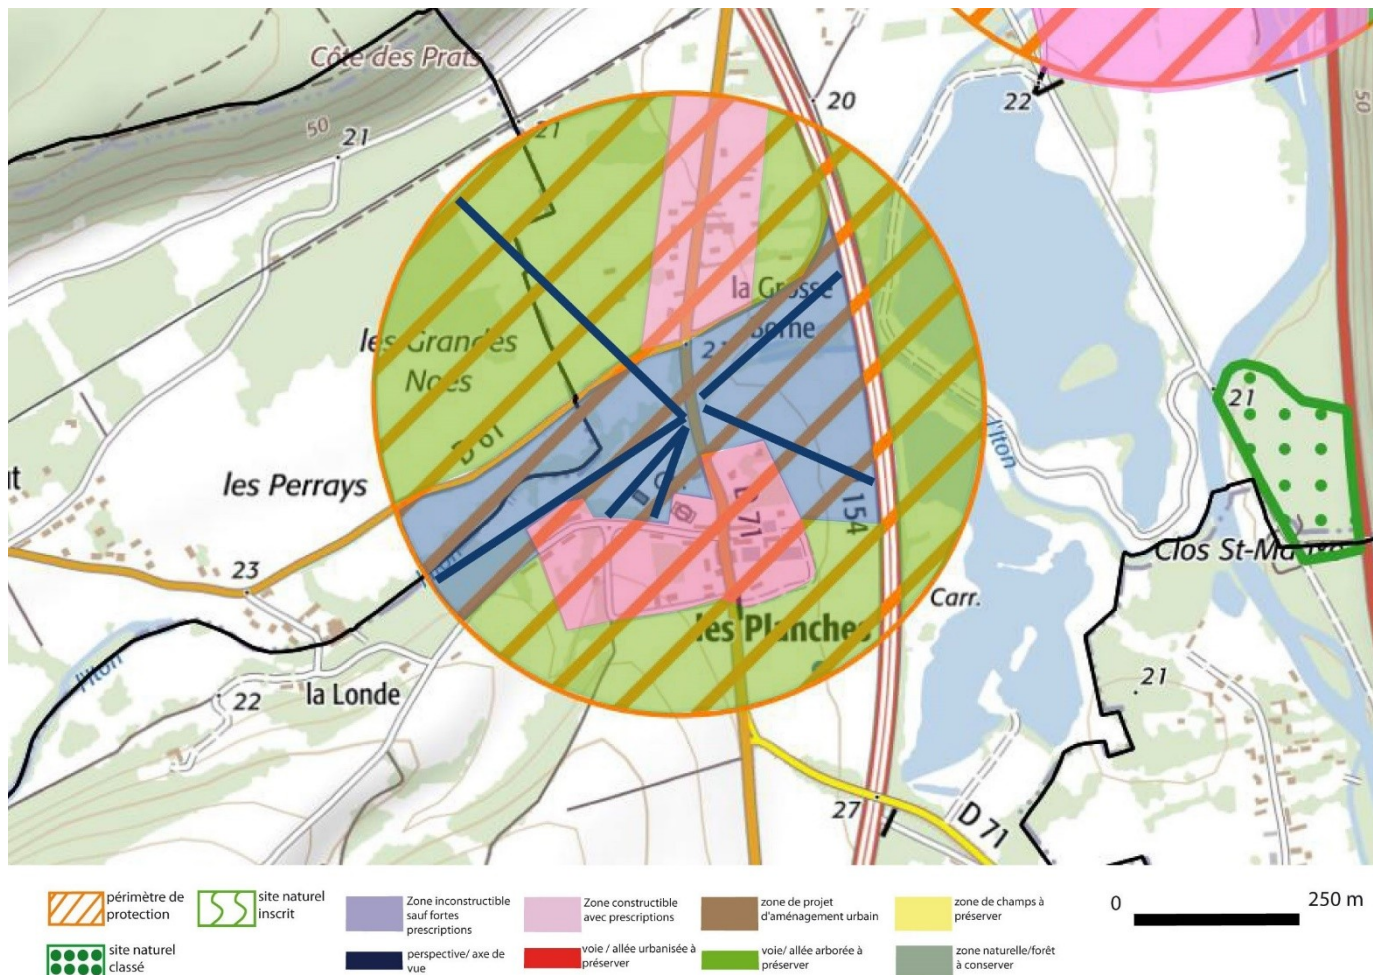 Côte des Prats
20
22
50
21
50
21
la Grosse
Borne
les Grandes
Noës
21
D 61
l'Iton
les Perrays
D 71
154
Clos St-Ma
23
Carr.
les Planches
l'Iton
21
22
la Londe
27
D 71
périmètre de
protection
site naturel
inscrit
site naturel
classé
Zone inconstructible
sauf fortes
prescriptions
Zone constructible
avec prescriptions
zone de projet
d'aménagement urbain
zone de champs à
préserver
perspective/ axe de
vue
voie / allée urbanisée à
préserver
voie/ allée arborée à
préserver
zone naturelle/forêt
à conserver
0
250 m